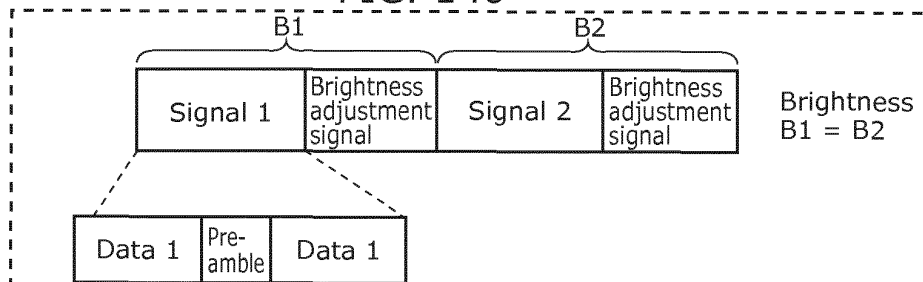 B1
B2
Signal 1
Brightness
adjustment
signal
Signal 2
Brightness
adjustment
signal
Brightness
B1 = B2
Data 1
Pre-
amble
Data 1